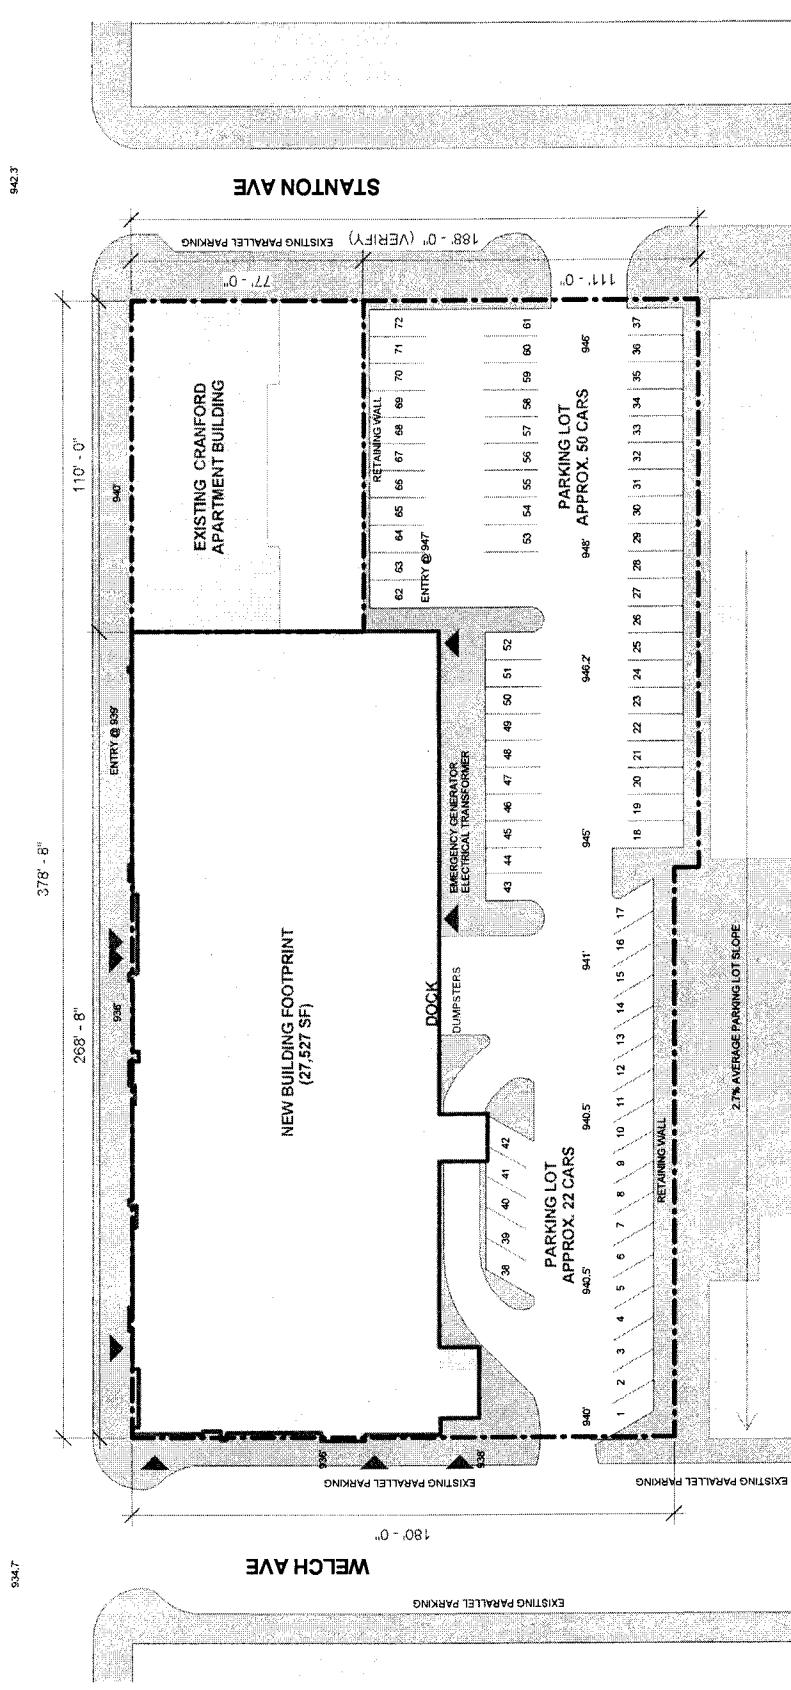 942.3'
STANTON AVE
EXISTING PARALLEL PARKING
188' - 0" (VERIFY)
77' - 0"
111' - 0"
110' - 0"
378' - 8"
268' - 8"
940'
EXISTING CRANFORD
APARTMENT BUILDING
RETAINING WALL
72
71
70
69
68
67
66
65
64
63
62
ENTRY @ 947'
61
60
59
58
57
56
55
54
53
PARKING LOT
APPROX. 50 CARS
946'
948'
946.2'
945'
37
36
35
34
33
32
31
30
29
28
27
26
25
24
23
22
21
20
19
18
52
51
50
49
48
47
46
45
44
43
EMERGENCY GENERATOR
ELECTRICAL TRANSFORMER
ENTRY @ 939'
938'
NEW BUILDING FOOTPRINT
(27,527 SF)
DOCK
DUMPSTERS
941'
940.5'
940.5'
940'
42
41
40
39
38
PARKING LOT
APPROX. 22 CARS
17
16
15
14
13
12
11
10
9
8
7
6
5
4
3
2
1
RETAINING WALL
2.7% AVERAGE PARKING LOT SLOPE
EXISTING PARALLEL PARKING
EXISTING PARALLEL PARKING
180' - 0"
WELCH AVE
934.7'
EXISTING PARALLEL PARKING